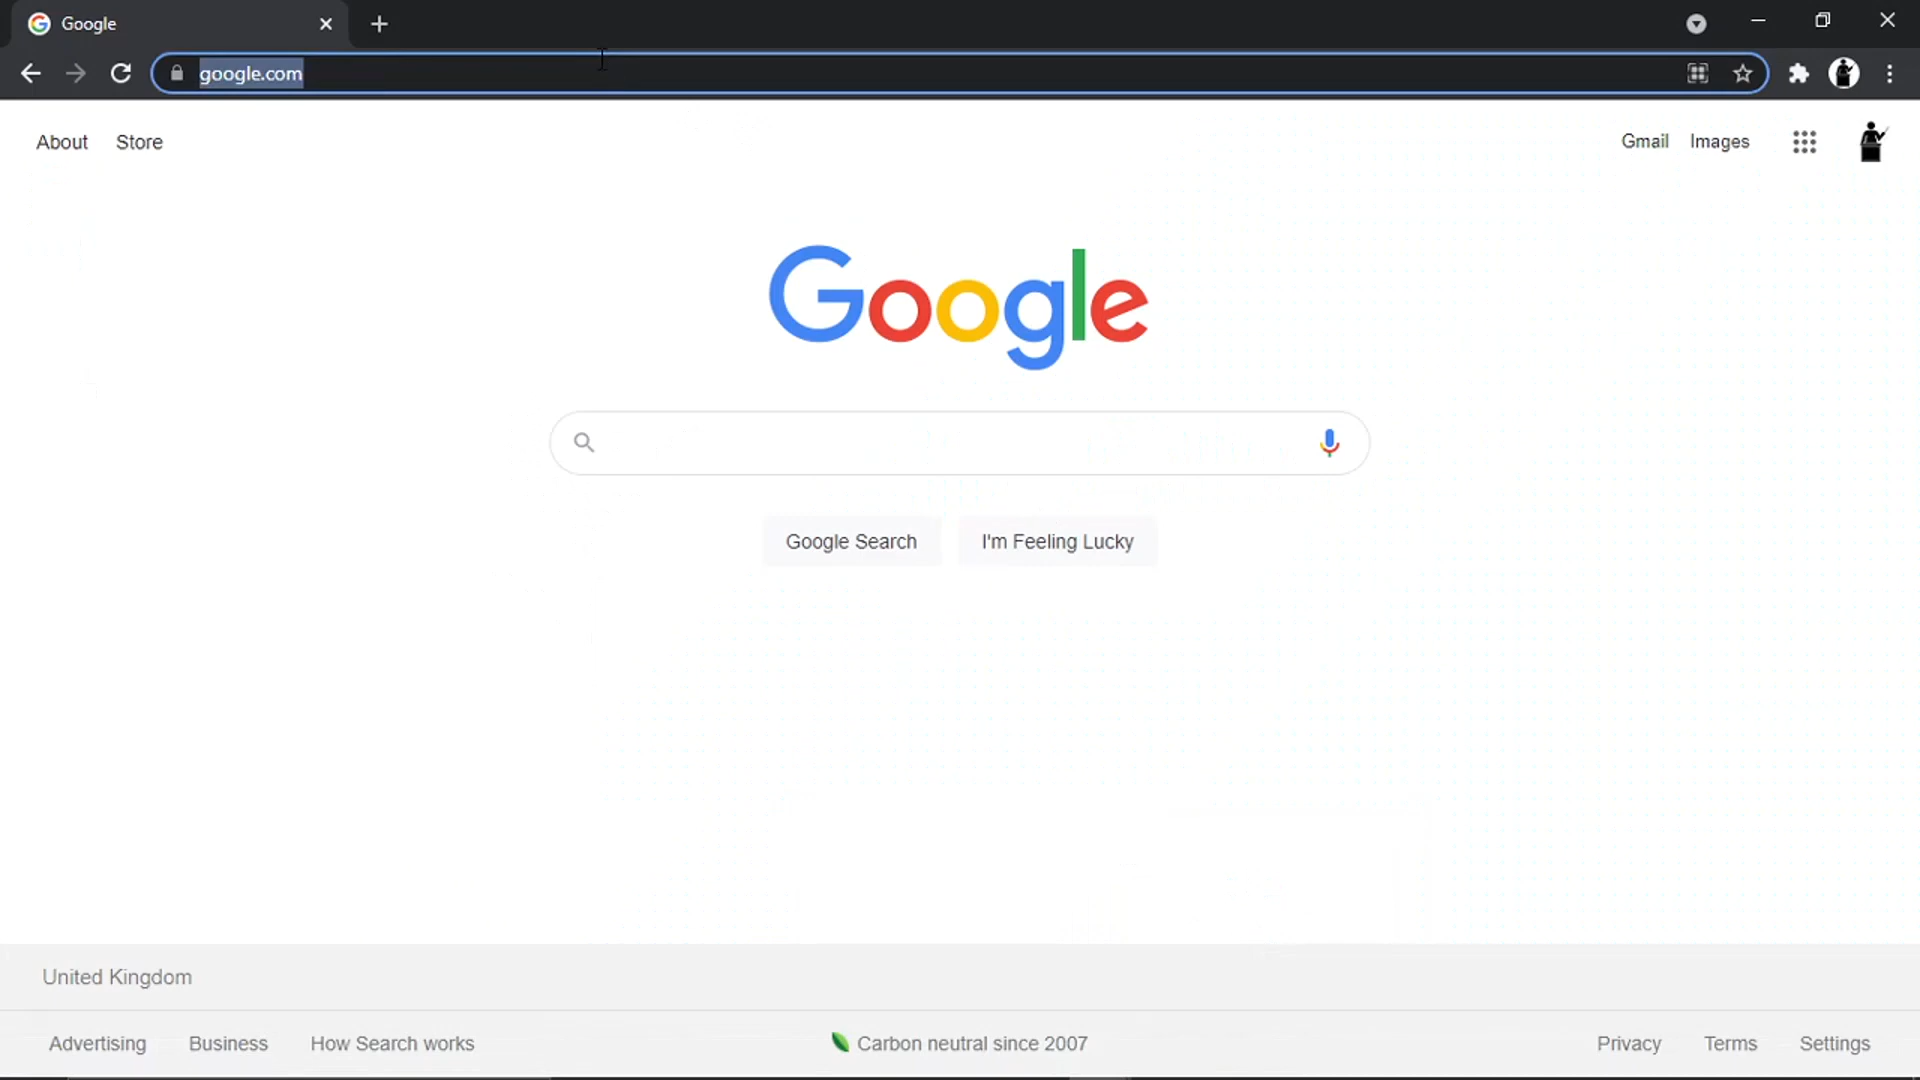 Google
google.com
About Store
Gmail Images
Google
Google Search I'm Feeling Lucky
United Kingdom
Advertising Business How Search works
Carbon neutral since 2007
Privacy Terms Settings